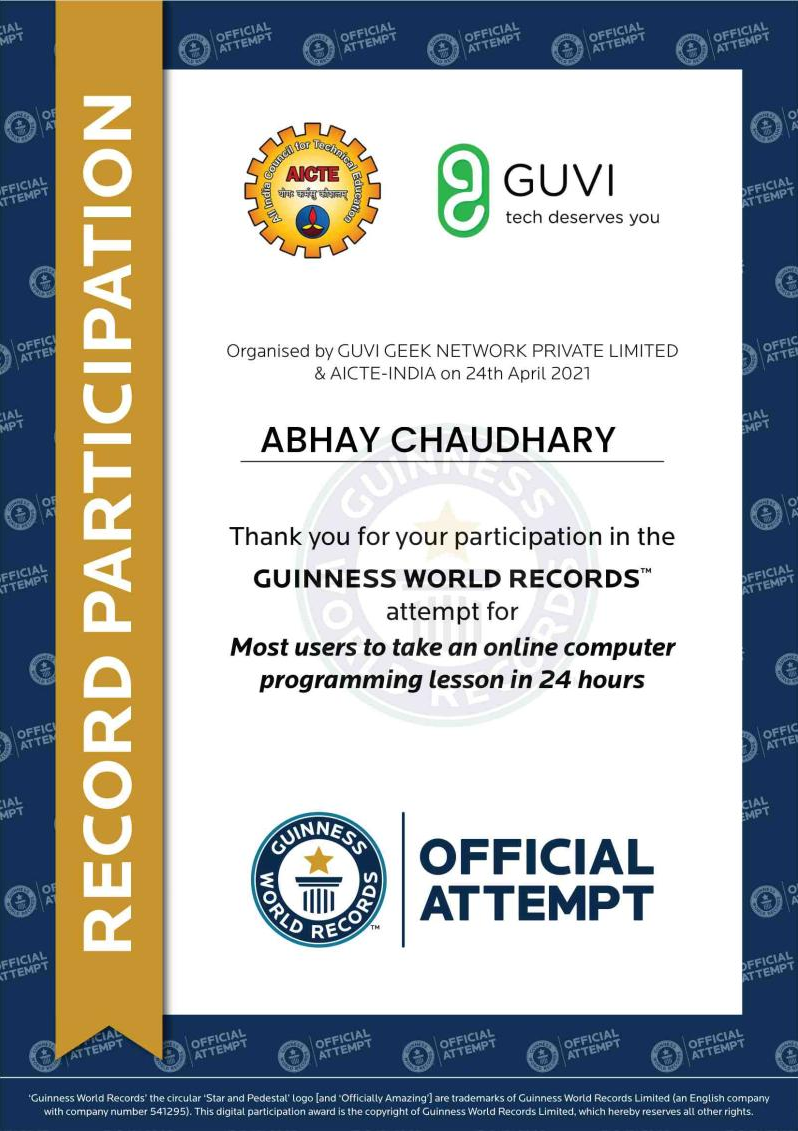 RECORD PARTICIPATION
All India Council for Technical Education
AICTE
योगः कर्मसु कौशलम्
GUVI
tech deserves you
Organised by GUVI GEEK NETWORK PRIVATE LIMITED
& AICTE-INDIA on 24th April 2021
ABHAY CHAUDHARY
Thank you for your participation in the
GUINNESS WORLD RECORDS™
attempt for
Most users to take an online computer
programming lesson in 24 hours
GUINNESS
WORLD RECORDS
™
OFFICIAL
ATTEMPT
'Guinness World Records' the circular 'Star and Pedestal' logo [and 'Officially Amazing'] are trademarks of Guinness World Records Limited (an English company
with company number 541295). This digital participation award is the copyright of Guinness World Records Limited, which hereby reserves all other rights.